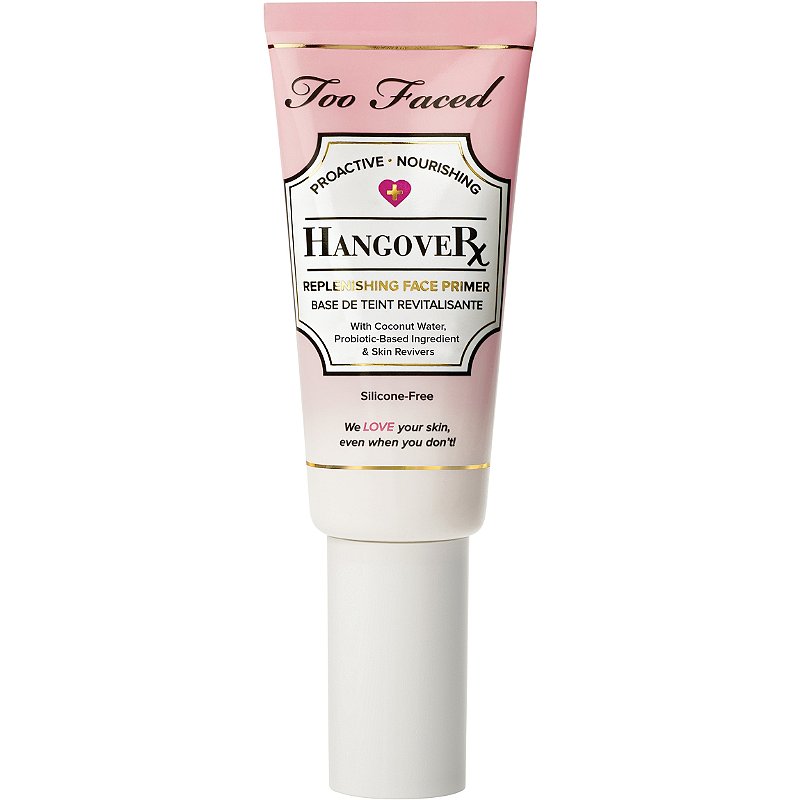 Too Faced
PROACTIVE • NOURISHING
HANGOVERx
REPLENISHING FACE PRIMER
BASE DE TEINT REVITALISANTE
With Coconut Water,
Probiotic-Based Ingredient
& Skin Revivers
Silicone-Free
We LOVE your skin,
even when you don't!